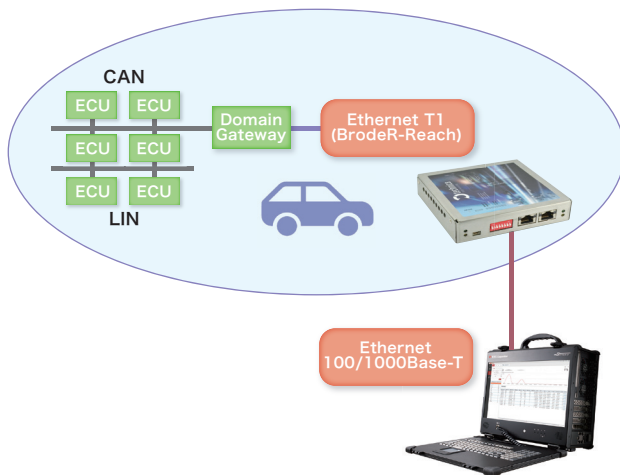 CAN
ECU
ECU
Domain
Gateway
Ethernet T1
(BrodeR-Reach)
ECU
ECU
ECU
ECU
LIN
Ethernet
100/1000Base-T